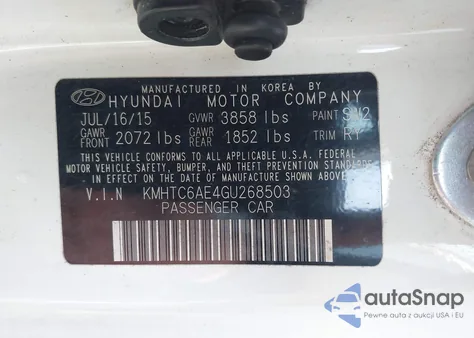 MANUFACTURED IN KOREA BY
HYUNDAI MOTOR COMPANY
JUL/16/15 GVWR 3858 lbs PAINT SW2
GAWR FRONT 2072 lbs GAWR REAR 1852 lbs TRIM RY
THIS VEHICLE CONFORMS TO ALL APPLICABLE U.S.A. FEDERAL
MOTOR VEHICLE SAFETY, BUMPER, AND THEFT PREVENTION
STANDARDS IN EFFECT ON THE DATE OF MANUFACTURE
SHOWN ABOVE.
V.I.N KMHTC6AE4GU268503
PASSENGER CAR
autaSnap
Pewne auta z aukcji USA i EU